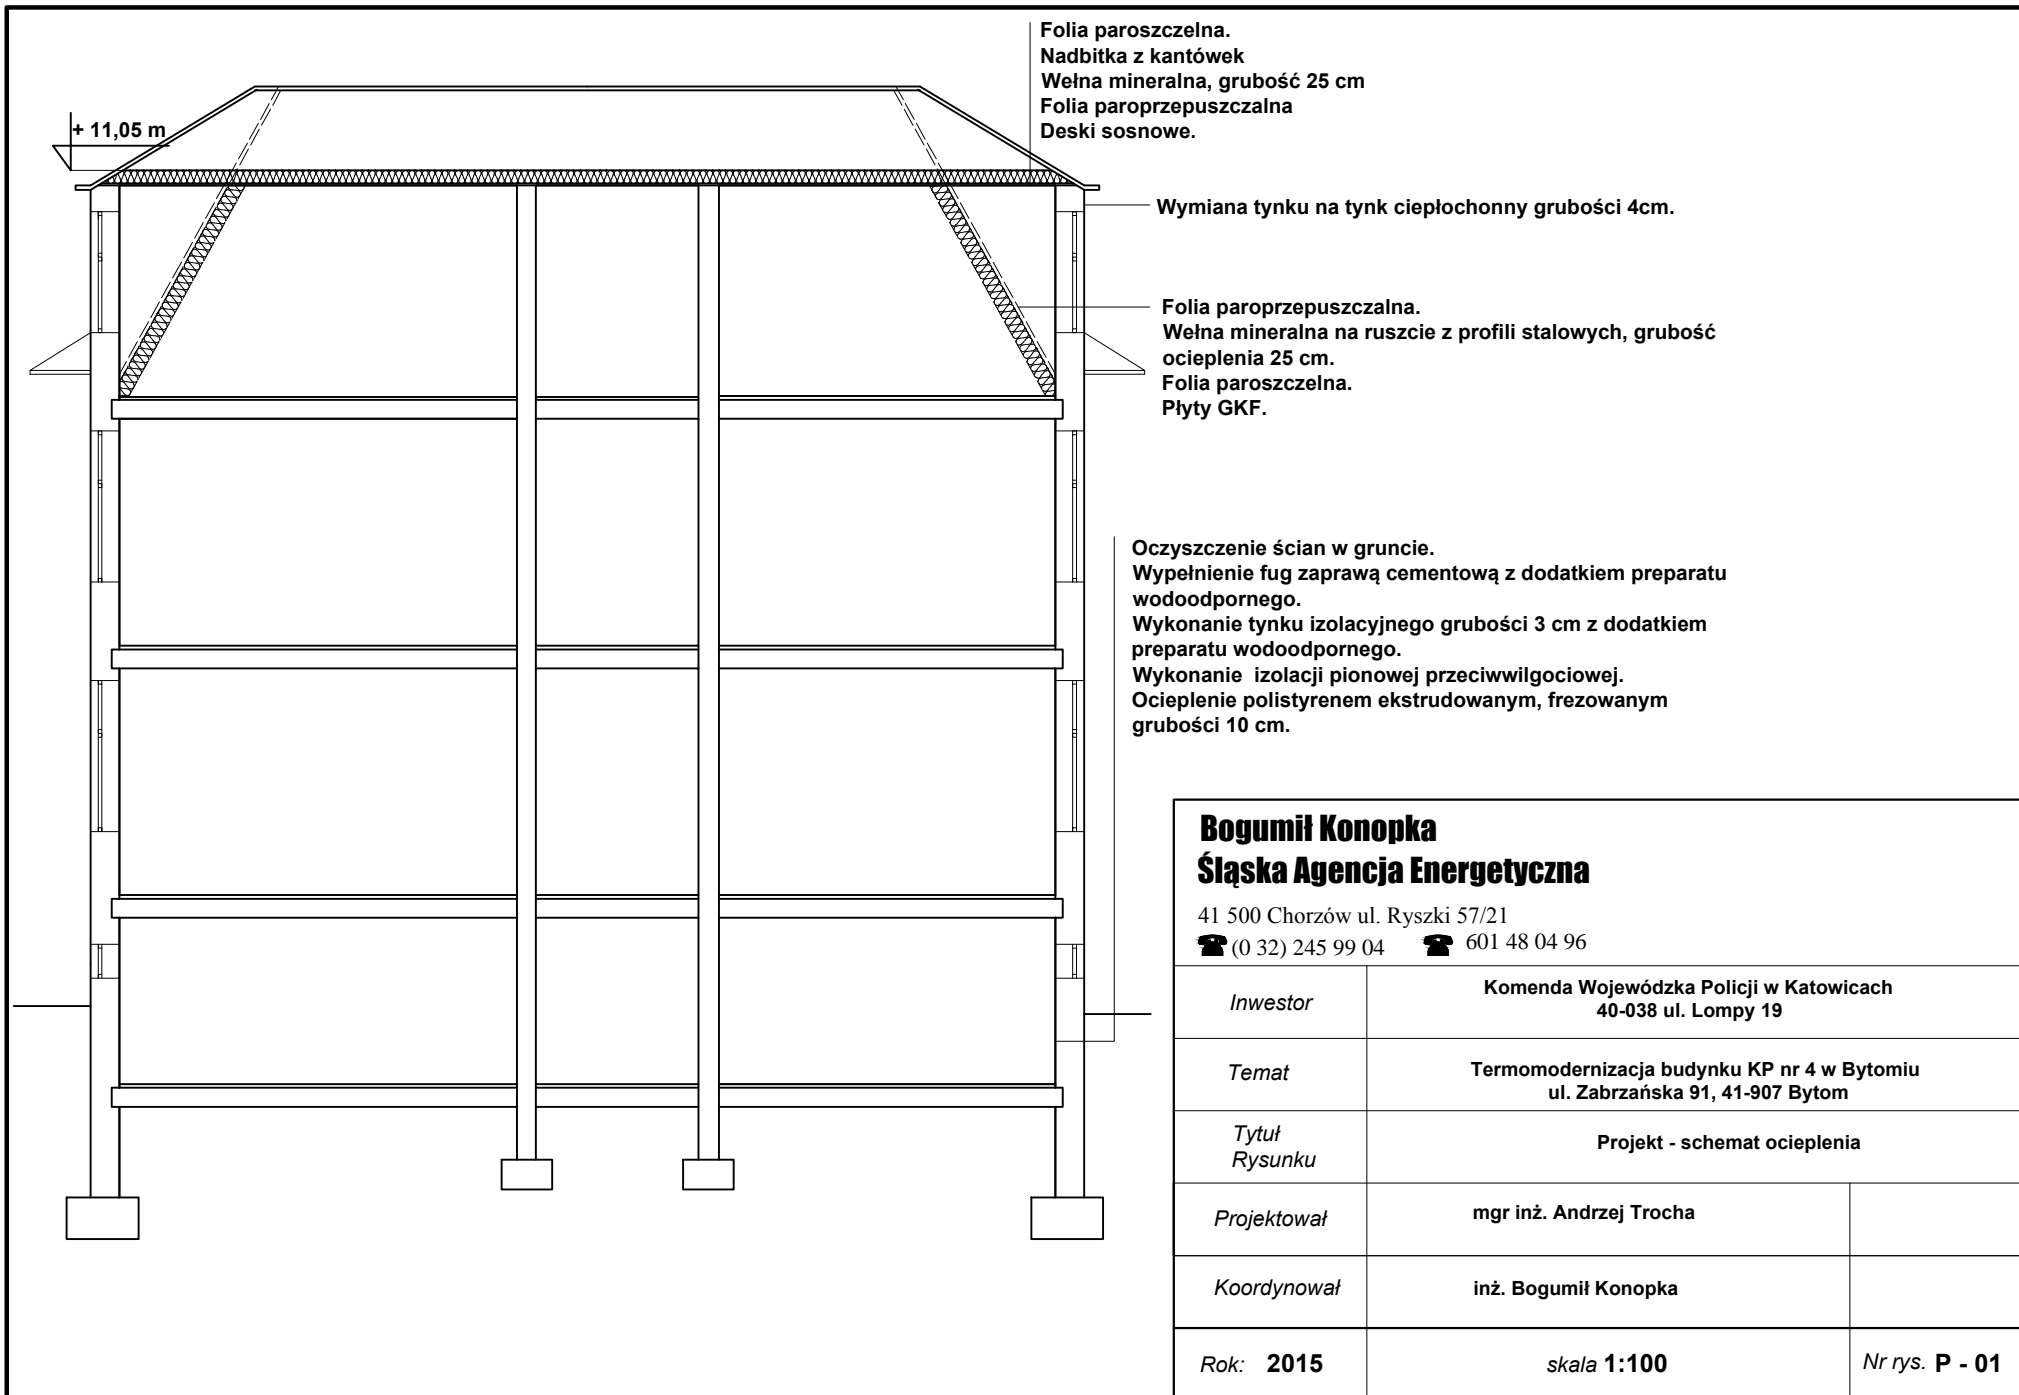 Folia paroszczelna.
Nadbitka z kantówek
Wełna mineralna, grubość 25 cm
Folia paroprzepuszczalna
Deski sosnowe.
+ 11,05 m
Wymiana tynku na tynk ciepłochonny grubości 4cm.
Folia paroprzepuszczalna.
Wełna mineralna na ruszcie z profili stalowych, grubość
ocieplenia 25 cm.
Folia paroszczelna.
Płyty GKF.
Oczyszczenie ścian w gruncie.
Wypełnienie fug zaprawą cementową z dodatkiem preparatu
wodoodpornego.
Wykonanie tynku izolacyjnego grubości 3 cm z dodatkiem
preparatu wodoodpornego.
Wykonanie izolacji pionowej przeciwwilgociowej.
Ocieplenie polistyrenem ekstrudowanym, frezowanym
grubości 10 cm.
Bogumił Konopka
Śląska Agencja Energetyczna
41 500 Chorzów ul. Ryszki 57/21
☎ (0 32) 245 99 04 ☎ 601 48 04 96
Inwestor
Komenda Wojewódzka Policji w Katowicach
40-038 ul. Lompy 19
Temat
Termomodernizacja budynku KP nr 4 w Bytomiu
ul. Zabrzańska 91, 41-907 Bytom
Tytuł
Rysunku
Projekt - schemat ocieplenia
Projektował
mgr inż. Andrzej Trocha
Koordynował
inż. Bogumił Konopka
Rok: 2015
skala 1:100
Nr rys. P - 01